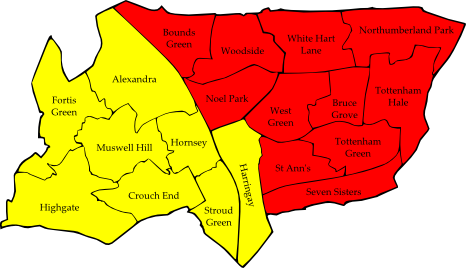 Bounds
Green
Woodside
White Hart
Lane
Northumberland Park
Alexandra
Fortis
Green
Noel Park
West
Green
Bruce
Grove
Tottenham
Hale
Muswell Hill
Hornsey
Tottenham
Green
St Ann's
Harringay
Seven Sisters
Highgate
Crouch End
Stroud
Green